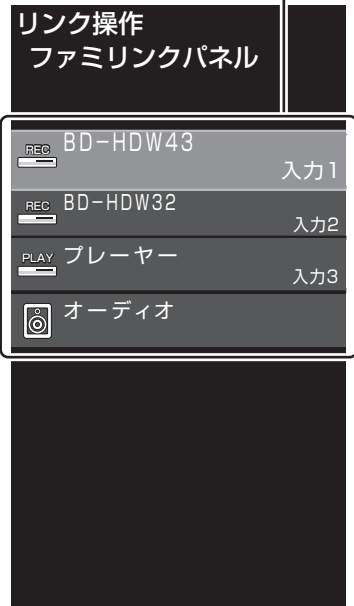 リンク操作
ファミリンクパネル
REC BD-HDW43
入力1
REC BD-HDW32
入力2
PLAY プレーヤー
入力3
オーディオ